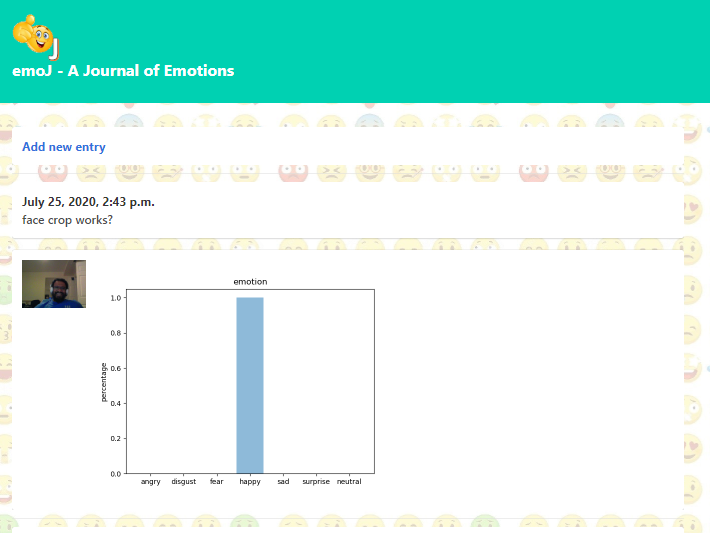 J
emoJ - A Journal of Emotions
Add new entry
July 25, 2020, 2:43 p.m.
face crop works?
emotion
1.0
0.8
0.6
0.4
0.2
0.0
percentage
angry disgust fear happy sad surprise neutral